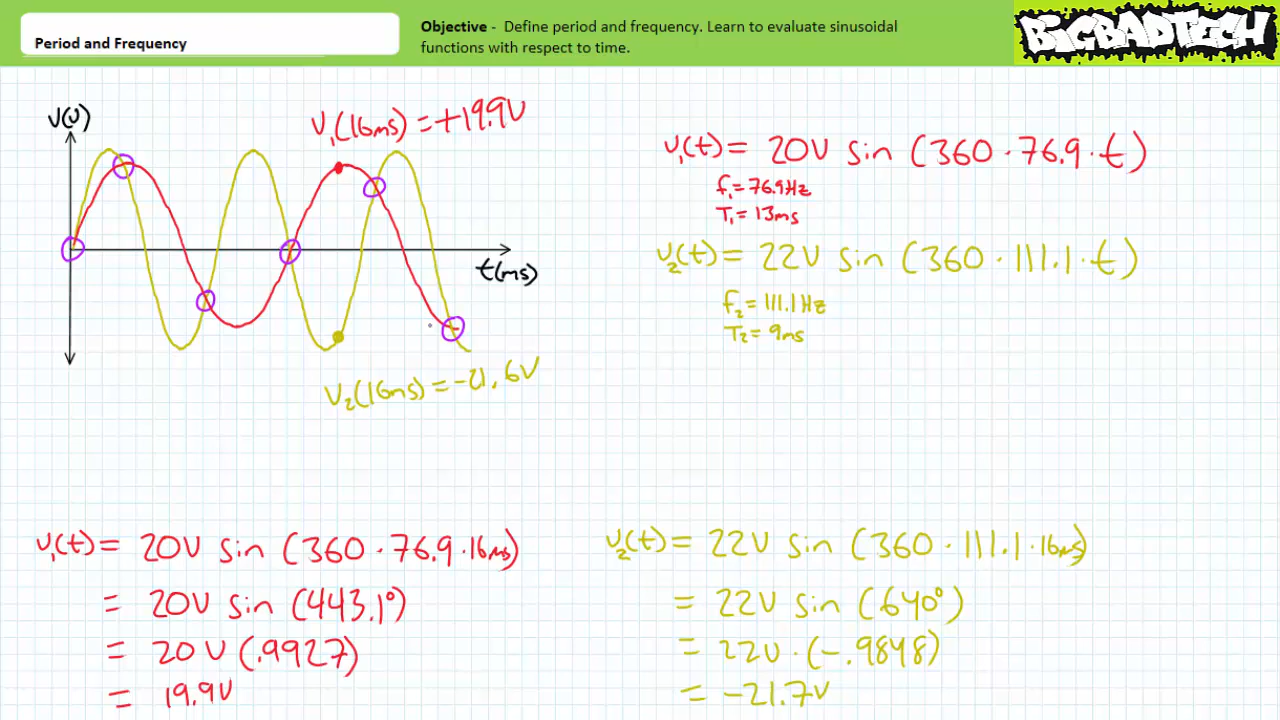 Period and Frequency
Objective - Define period and frequency. Learn to evaluate sinusoidal
functions with respect to time.
BIGBADTECH
v(v)
v₁(16ms) = +19.9V
t(ms)
v₂(16ms) = -21.6V
v₁(t) = 20V sin (360 · 76.9 · t)
f₁ = 76.9Hz
T₁ = 13ms
v₂(t) = 22V sin (360 · 111.1 · t)
f₂ = 111.1Hz
T₂ = 9ms
v₁(t) = 20V sin (360 · 76.9 · 16ms)
= 20V sin (443.1°)
= 20V (.9927)
= 19.9V
v₂(t) = 22V sin (360 · 111.1 · 16ms)
= 22V sin (640°)
= 22V · (-.9848)
= -21.7V